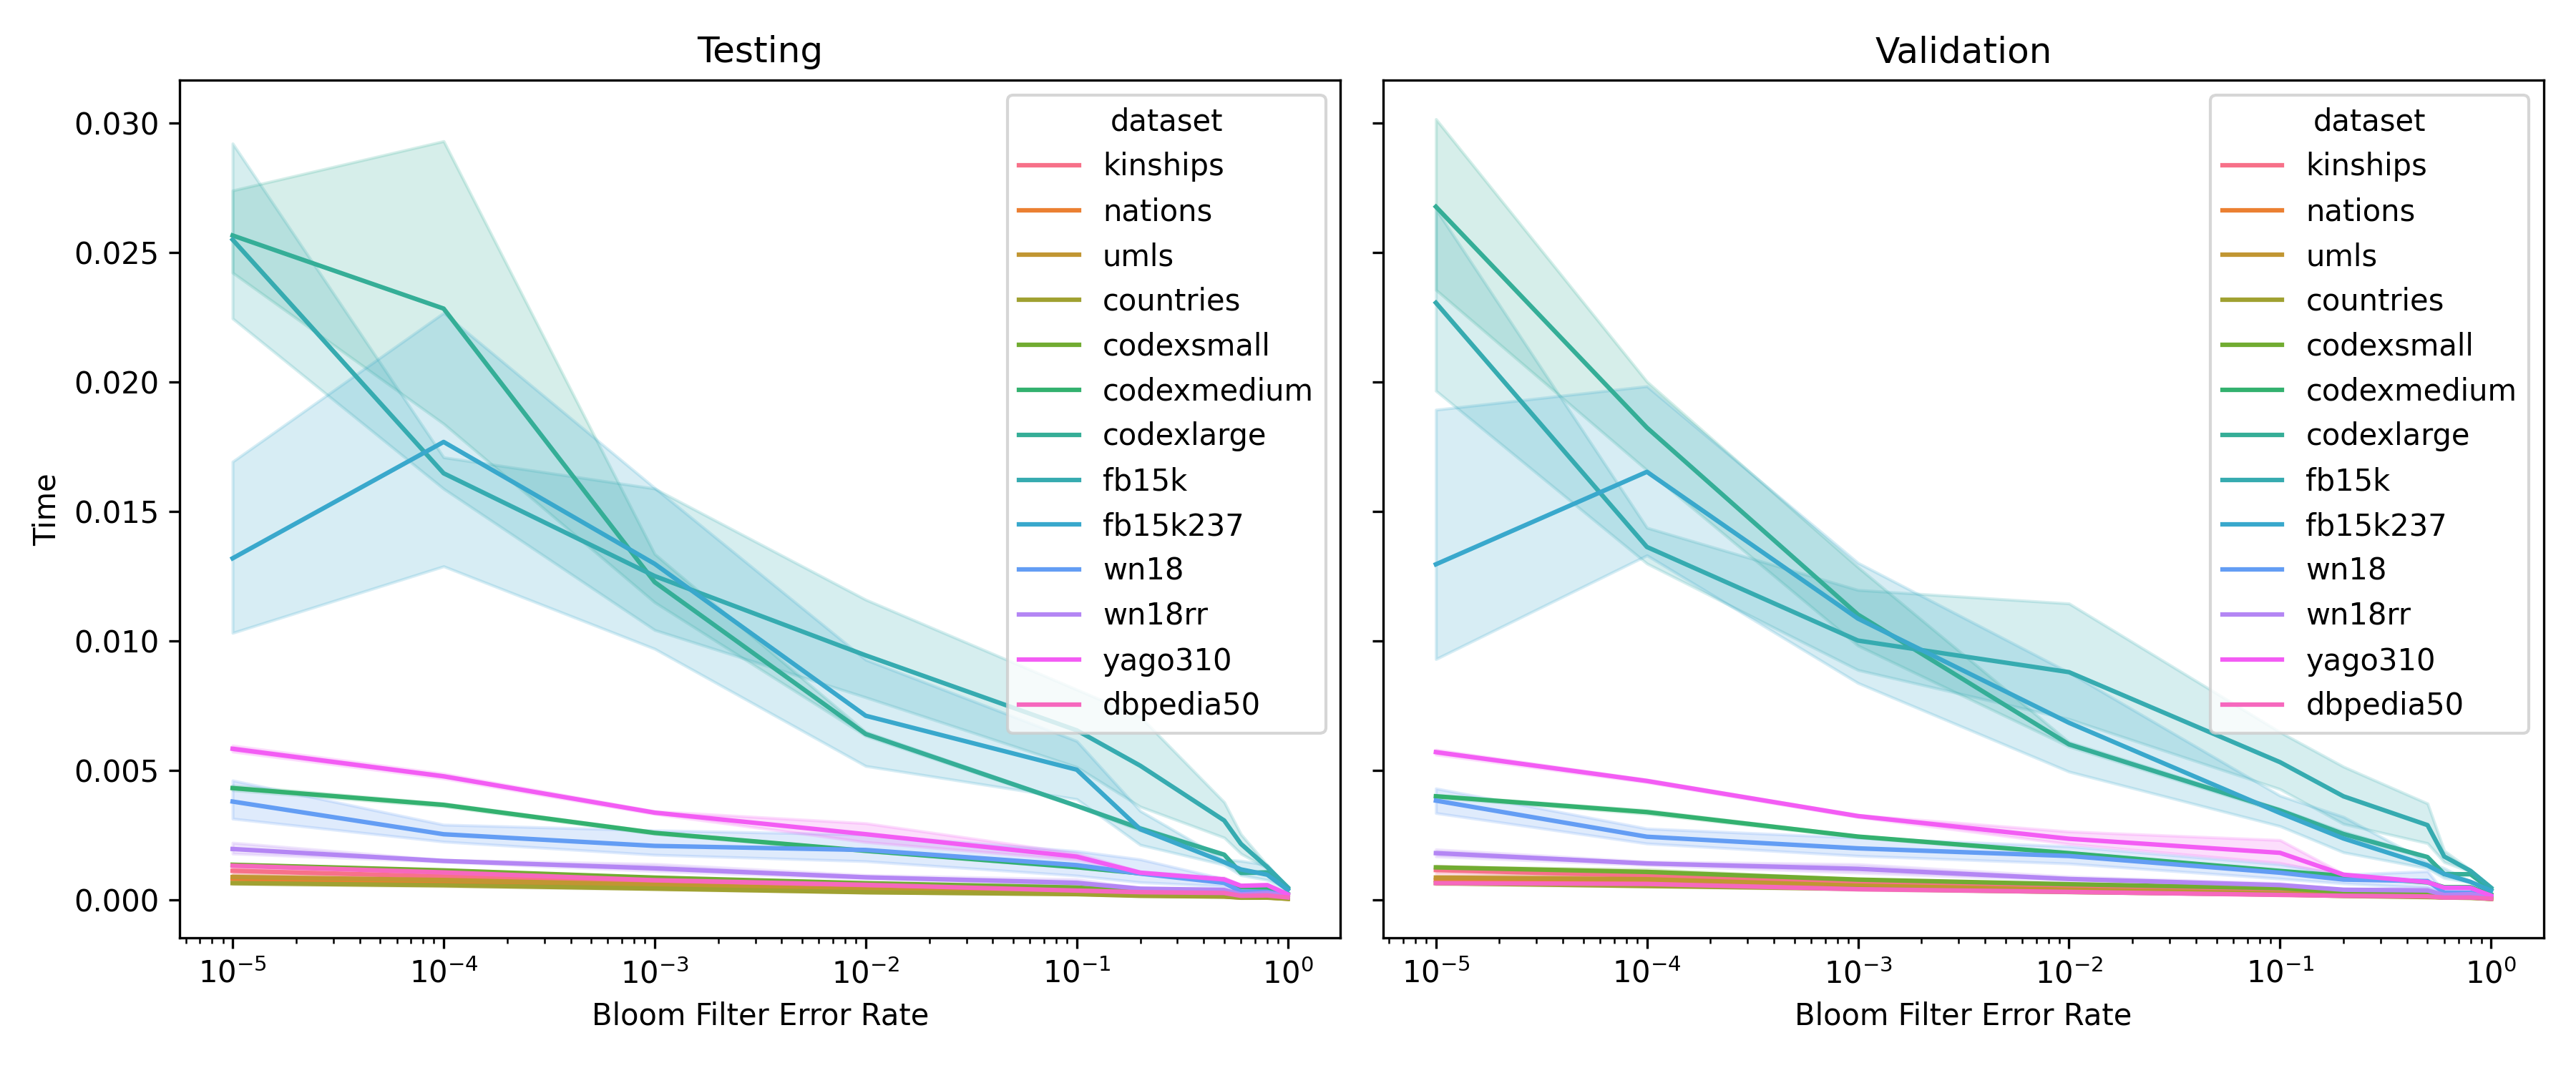 Testing
Time
0.030
0.025
0.020
0.015
0.010
0.005
0.000
dataset
kinships
nations
umls
countries
codexsmall
codexmedium
codexlarge
fb15k
fb15k237
wn18
wn18rr
yago310
dbpedia50
10⁻⁵ 10⁻⁴ 10⁻³ 10⁻² 10⁻¹ 10⁰
Bloom Filter Error Rate
Validation
dataset
kinships
nations
umls
countries
codexsmall
codexmedium
codexlarge
fb15k
fb15k237
wn18
wn18rr
yago310
dbpedia50
10⁻⁵ 10⁻⁴ 10⁻³ 10⁻² 10⁻¹ 10⁰
Bloom Filter Error Rate